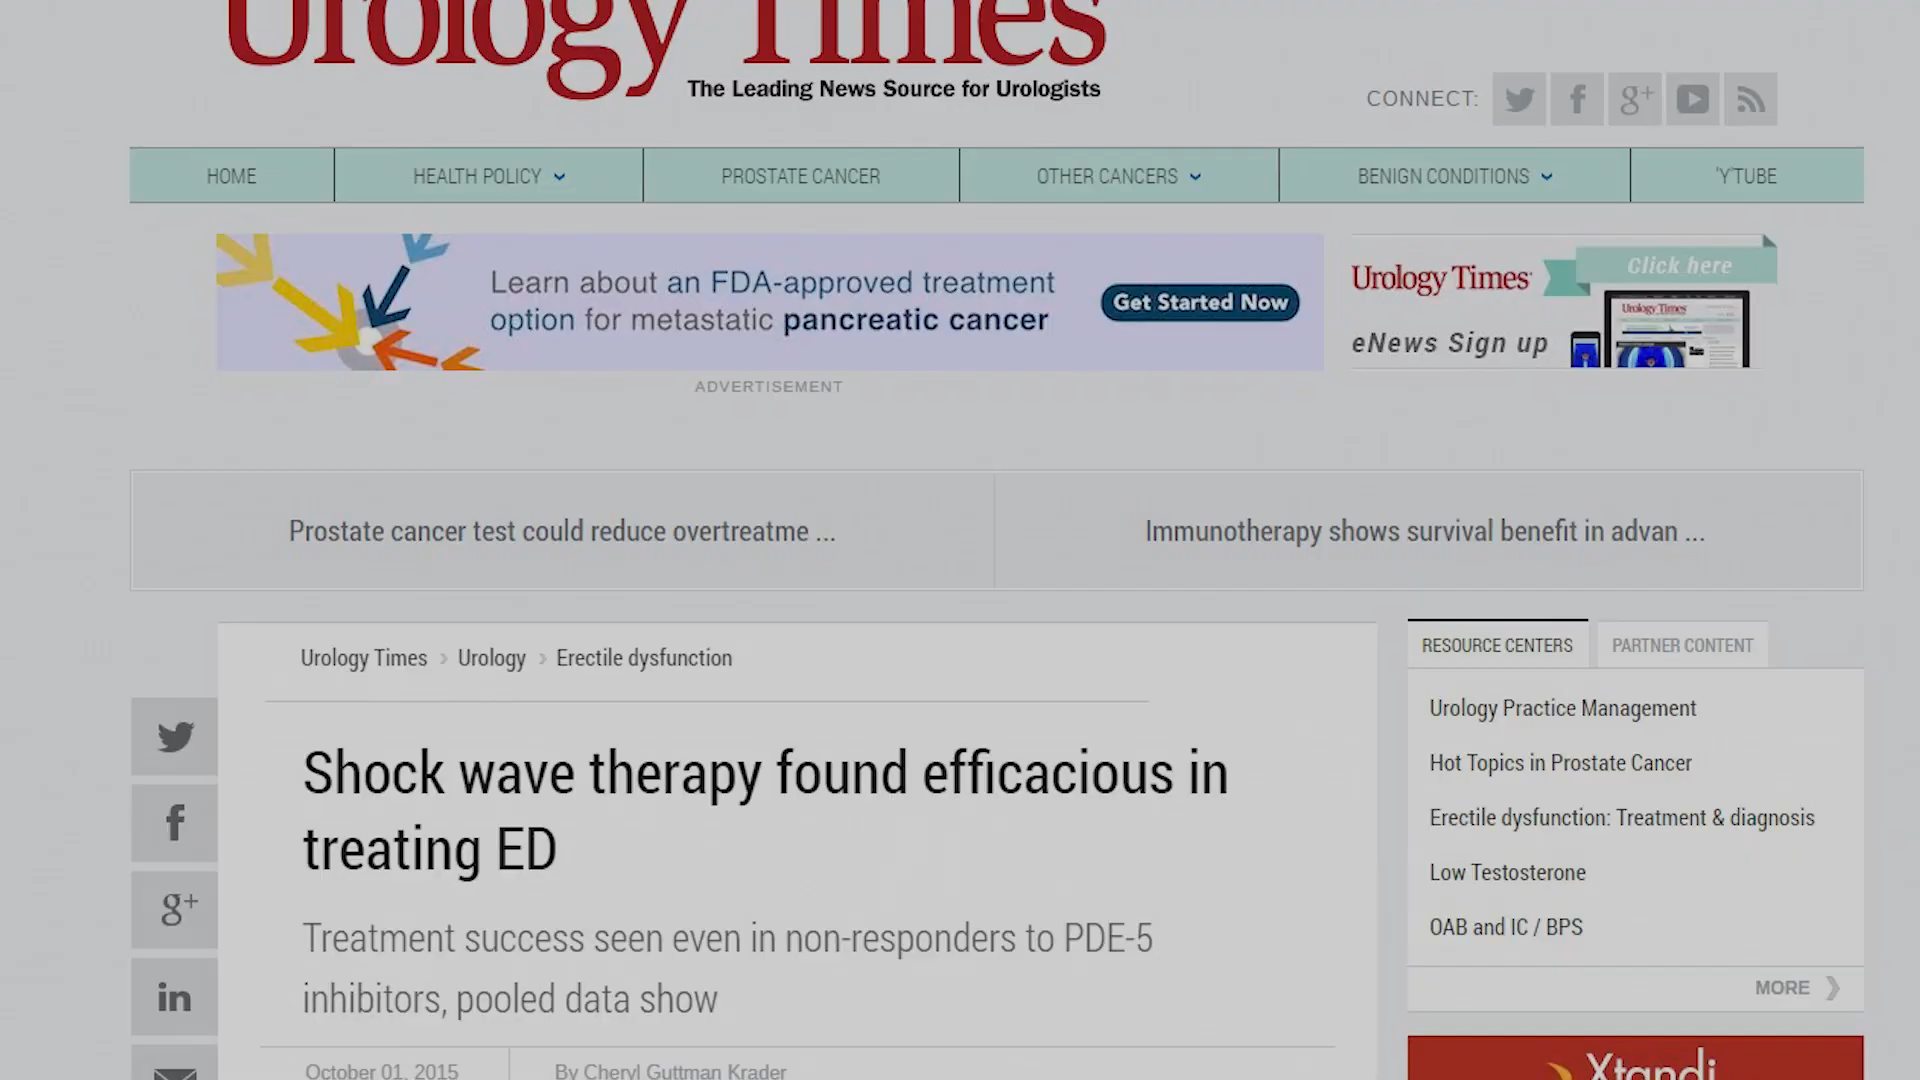 Urology Times
The Leading News Source for Urologists
CONNECT:
HOME
HEALTH POLICY
PROSTATE CANCER
OTHER CANCERS
BENIGN CONDITIONS
'Y'TUBE
Learn about an FDA-approved treatment
option for metastatic pancreatic cancer
Get Started Now
ADVERTISEMENT
Urology Times
Click here
eNews Sign up
Urology Times
Prostate cancer test could reduce overtreatme ...
Immunotherapy shows survival benefit in advan ...
Urology Times › Urology › Erectile dysfunction
Shock wave therapy found efficacious in
treating ED
Treatment success seen even in non-responders to PDE-5
inhibitors, pooled data show
October 01, 2015
By Cheryl Guttman Krader
RESOURCE CENTERS
PARTNER CONTENT
Urology Practice Management
Hot Topics in Prostate Cancer
Erectile dysfunction: Treatment & diagnosis
Low Testosterone
OAB and IC / BPS
MORE
Xtandi